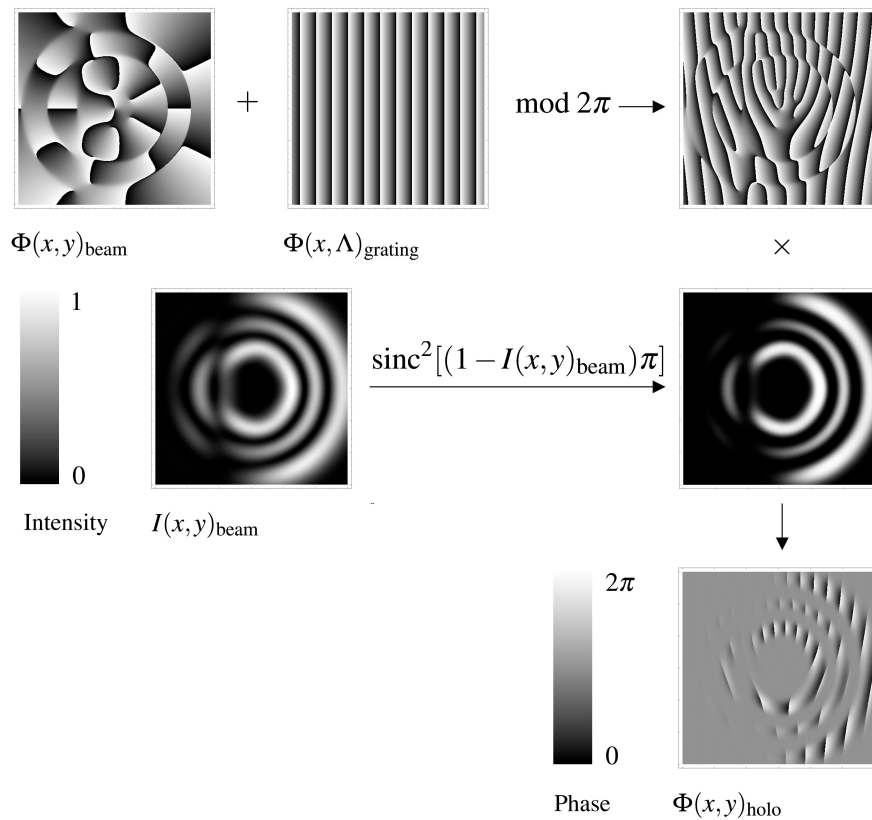 +
mod 2π
Φ(x,y)beam
Φ(x,Λ)grating
×
1
0
sinc²[(1−I(x,y)beam)π]
Intensity
I(x,y)beam
2π
0
Phase
Φ(x,y)holo